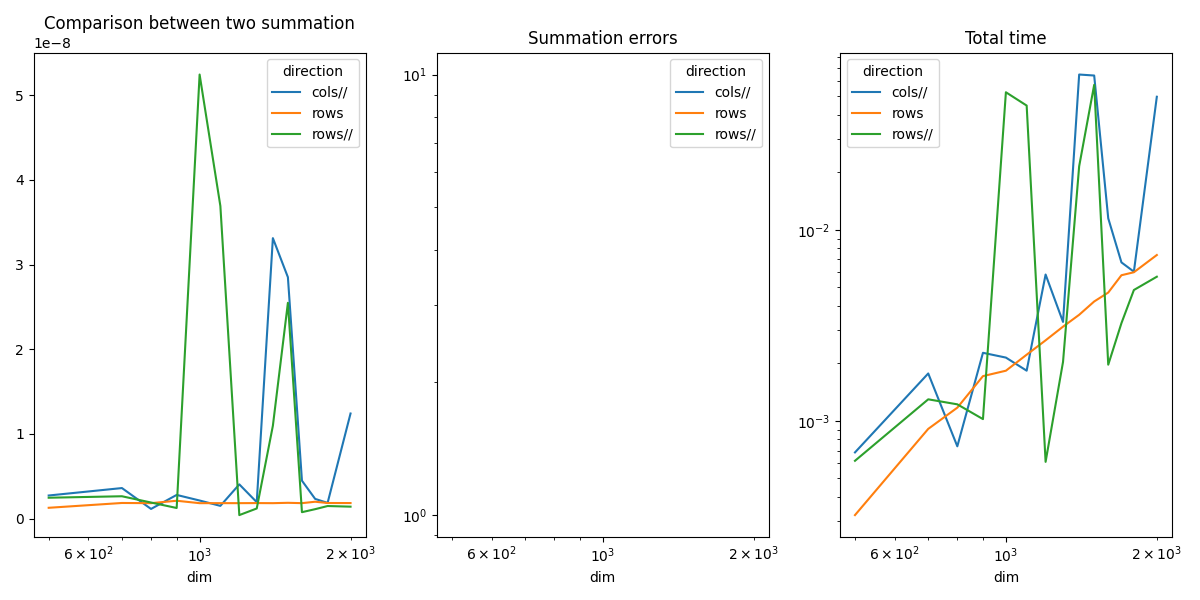 Comparison between two summation
1e−8
5
4
3
2
1
0
6 × 10²
10³
2 × 10³
dim
direction
cols//
rows
rows//
Summation errors
10¹
10⁰
6 × 10²
10³
2 × 10³
dim
direction
cols//
rows
rows//
Total time
10⁻²
10⁻³
6 × 10²
10³
2 × 10³
dim
direction
cols//
rows
rows//